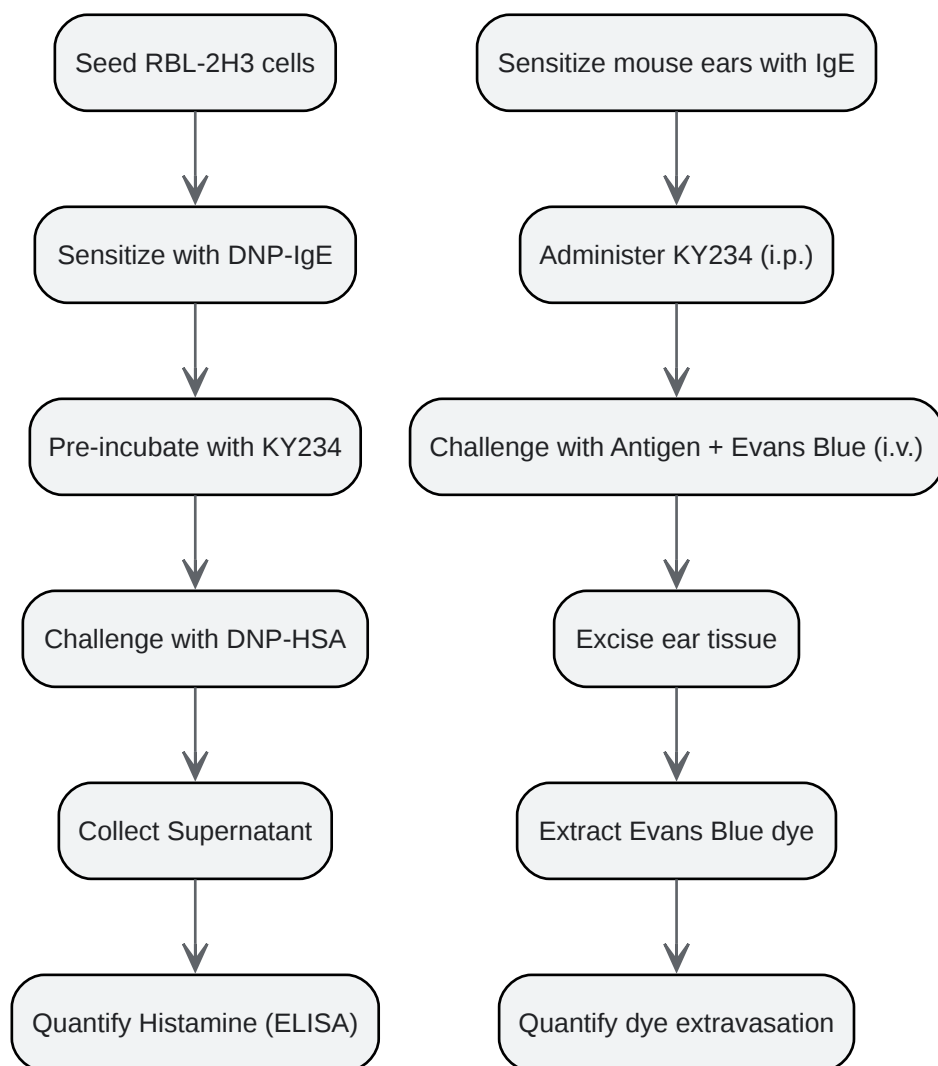 Seed RBL-2H3 cells
Sensitize with DNP-IgE
Pre-incubate with KY234
Challenge with DNP-HSA
Collect Supernatant
Quantify Histamine (ELISA)
Sensitize mouse ears with IgE
Administer KY234 (i.p.)
Challenge with Antigen + Evans Blue (i.v.)
Excise ear tissue
Extract Evans Blue dye
Quantify dye extravasation